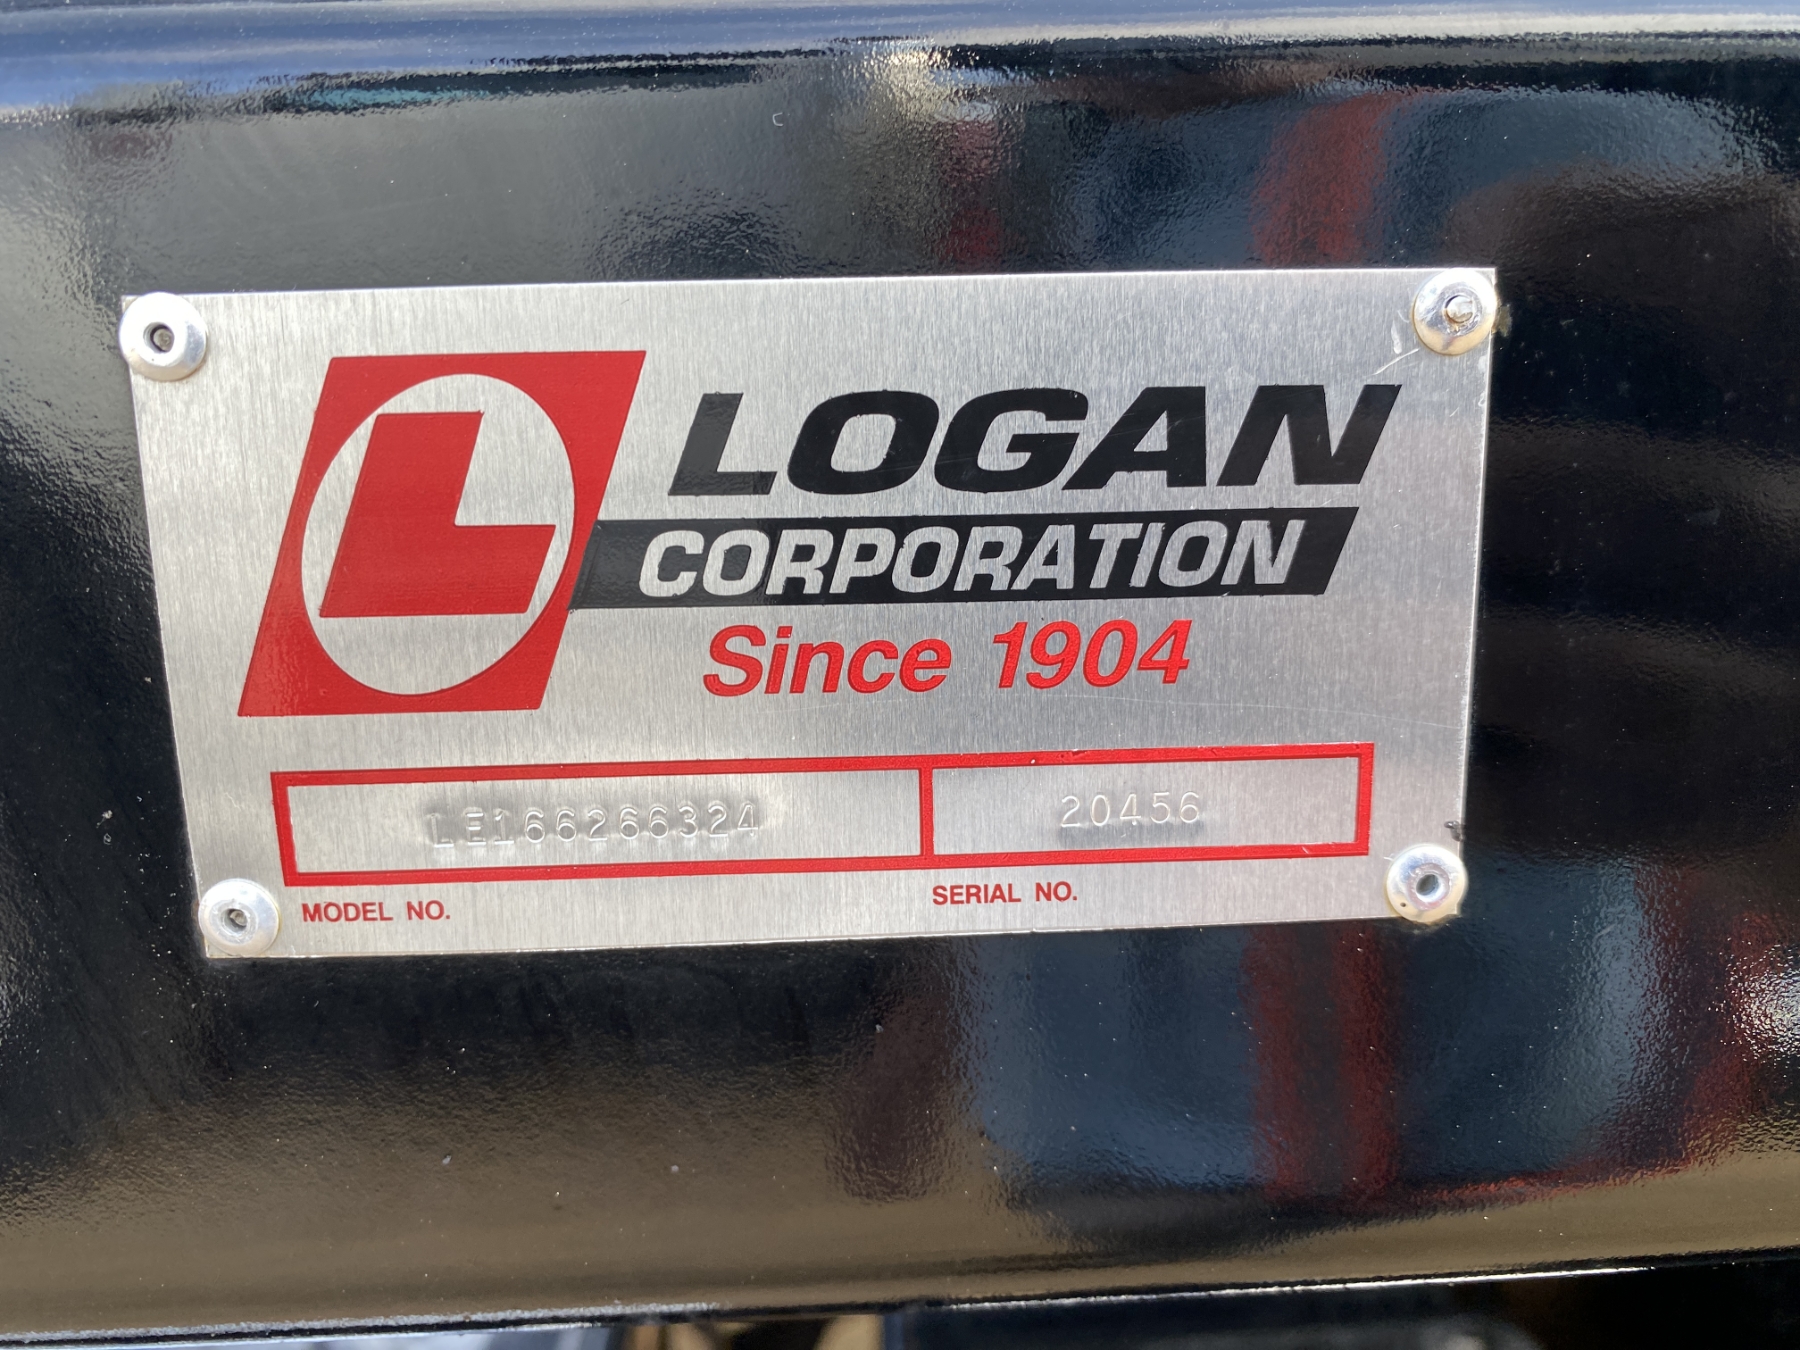 L
LOGAN
CORPORATION
Since 1904
LE166266324 20456
MODEL NO. SERIAL NO.